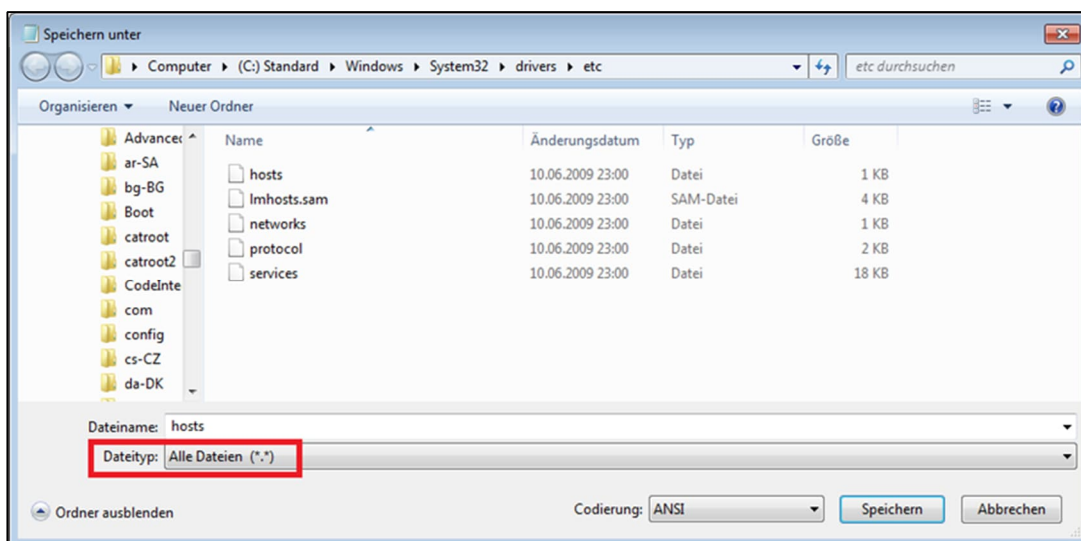 Speichern unter
Computer (C:) Standard Windows System32 drivers etc etc durchsuchen
Organisieren Neuer Ordner
Name Änderungsdatum Typ Größe
Advancec
ar-SA
bg-BG
Boot
catroot
catroot2
CodeInte
com
config
cs-CZ
da-DK
hosts 10.06.2009 23:00 Datei 1 KB
lmhosts.sam 10.06.2009 23:00 SAM-Datei 4 KB
networks 10.06.2009 23:00 Datei 1 KB
protocol 10.06.2009 23:00 Datei 2 KB
services 10.06.2009 23:00 Datei 18 KB
Dateiname: hosts
Dateityp: Alle Dateien (*.*)
Ordner ausblenden Codierung: ANSI Speichern Abbrechen